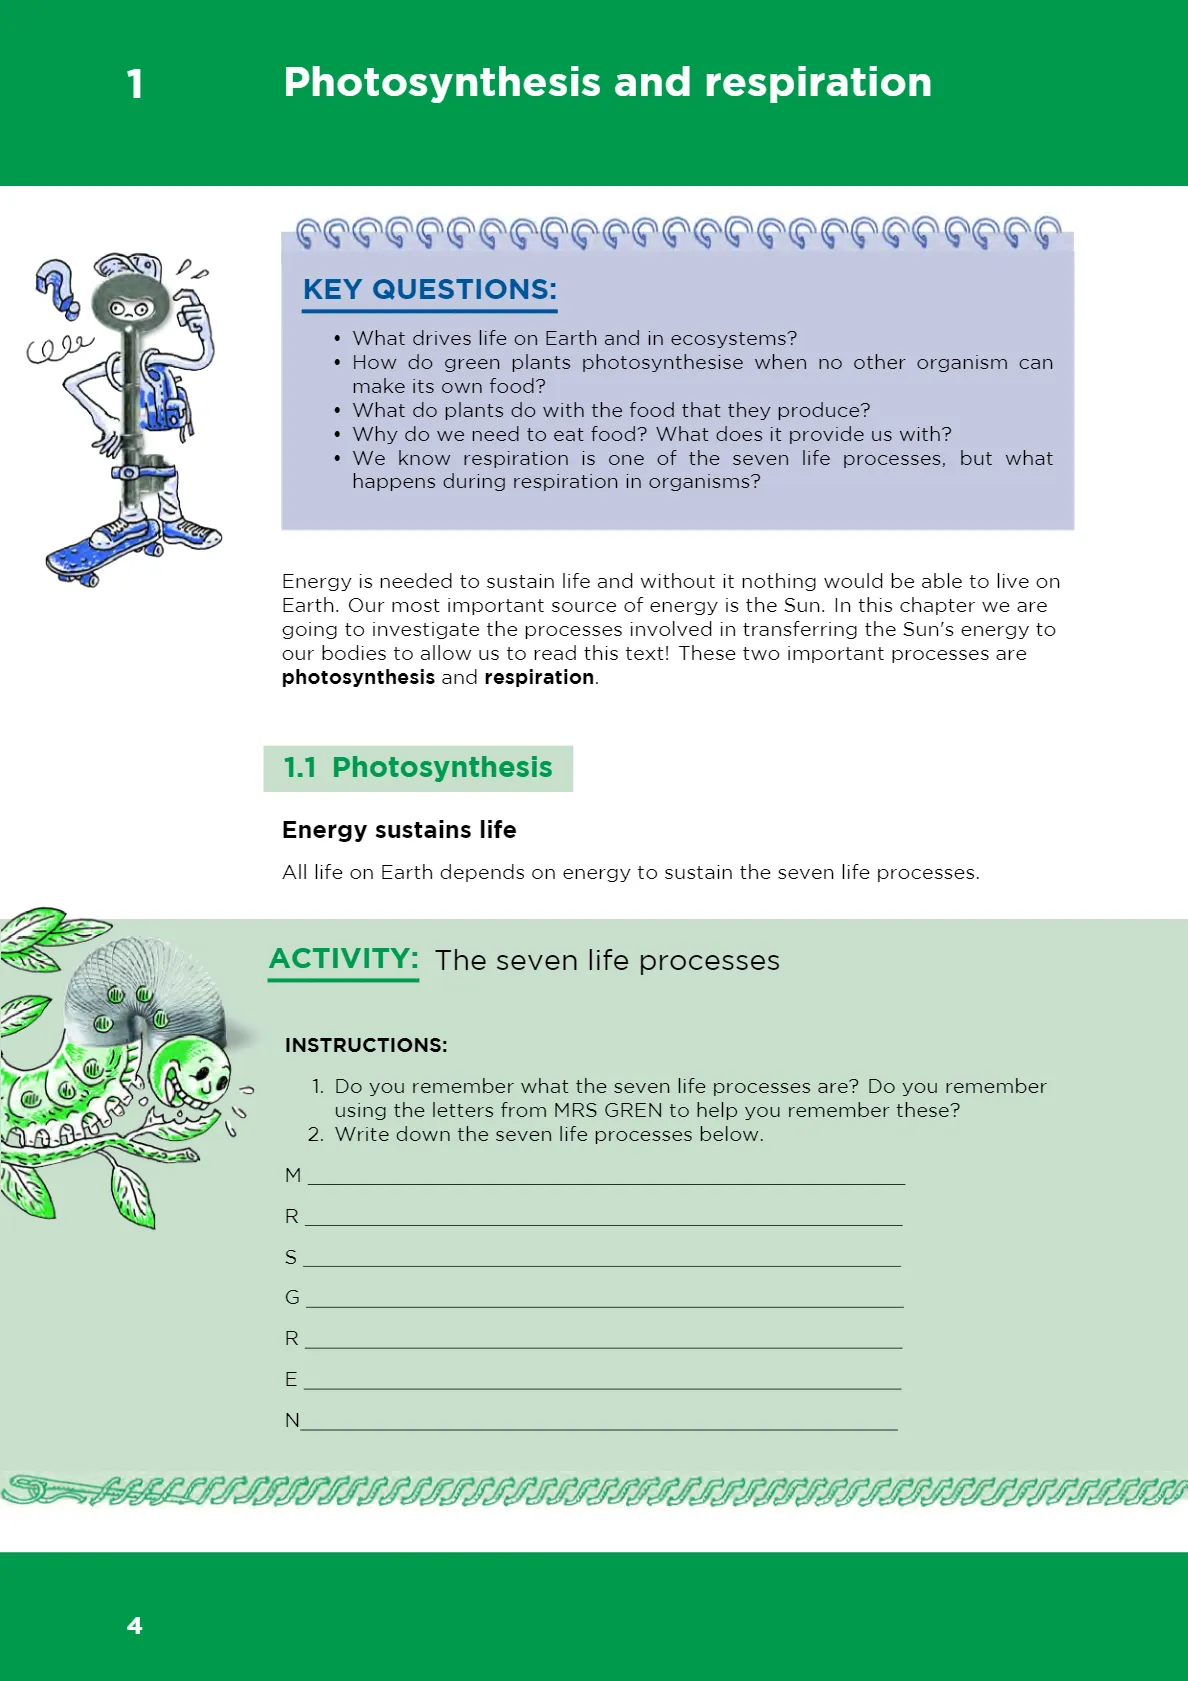 1 Photosynthesis and respiration
KEY QUESTIONS:
• What drives life on Earth and in ecosystems?
• How do green plants photosynthesise when no other organism can
make its own food?
• What do plants do with the food that they produce?
• Why do we need to eat food? What does it provide us with?
• We know respiration is one of the seven life processes, but what
happens during respiration in organisms?
Energy is needed to sustain life and without it nothing would be able to live on
Earth. Our most important source of energy is the Sun. In this chapter we are
going to investigate the processes involved in transferring the Sun's energy to
our bodies to allow us to read this text! These two important processes are
photosynthesis and respiration.
1.1 Photosynthesis
Energy sustains life
All life on Earth depends on energy to sustain the seven life processes.
ACTIVITY: The seven life processes
INSTRUCTIONS:
1. Do you remember what the seven life processes are? Do you remember
using the letters from MRS GREN to help you remember these?
2. Write down the seven life processes below.
M
R
S
G
R
E
N
4